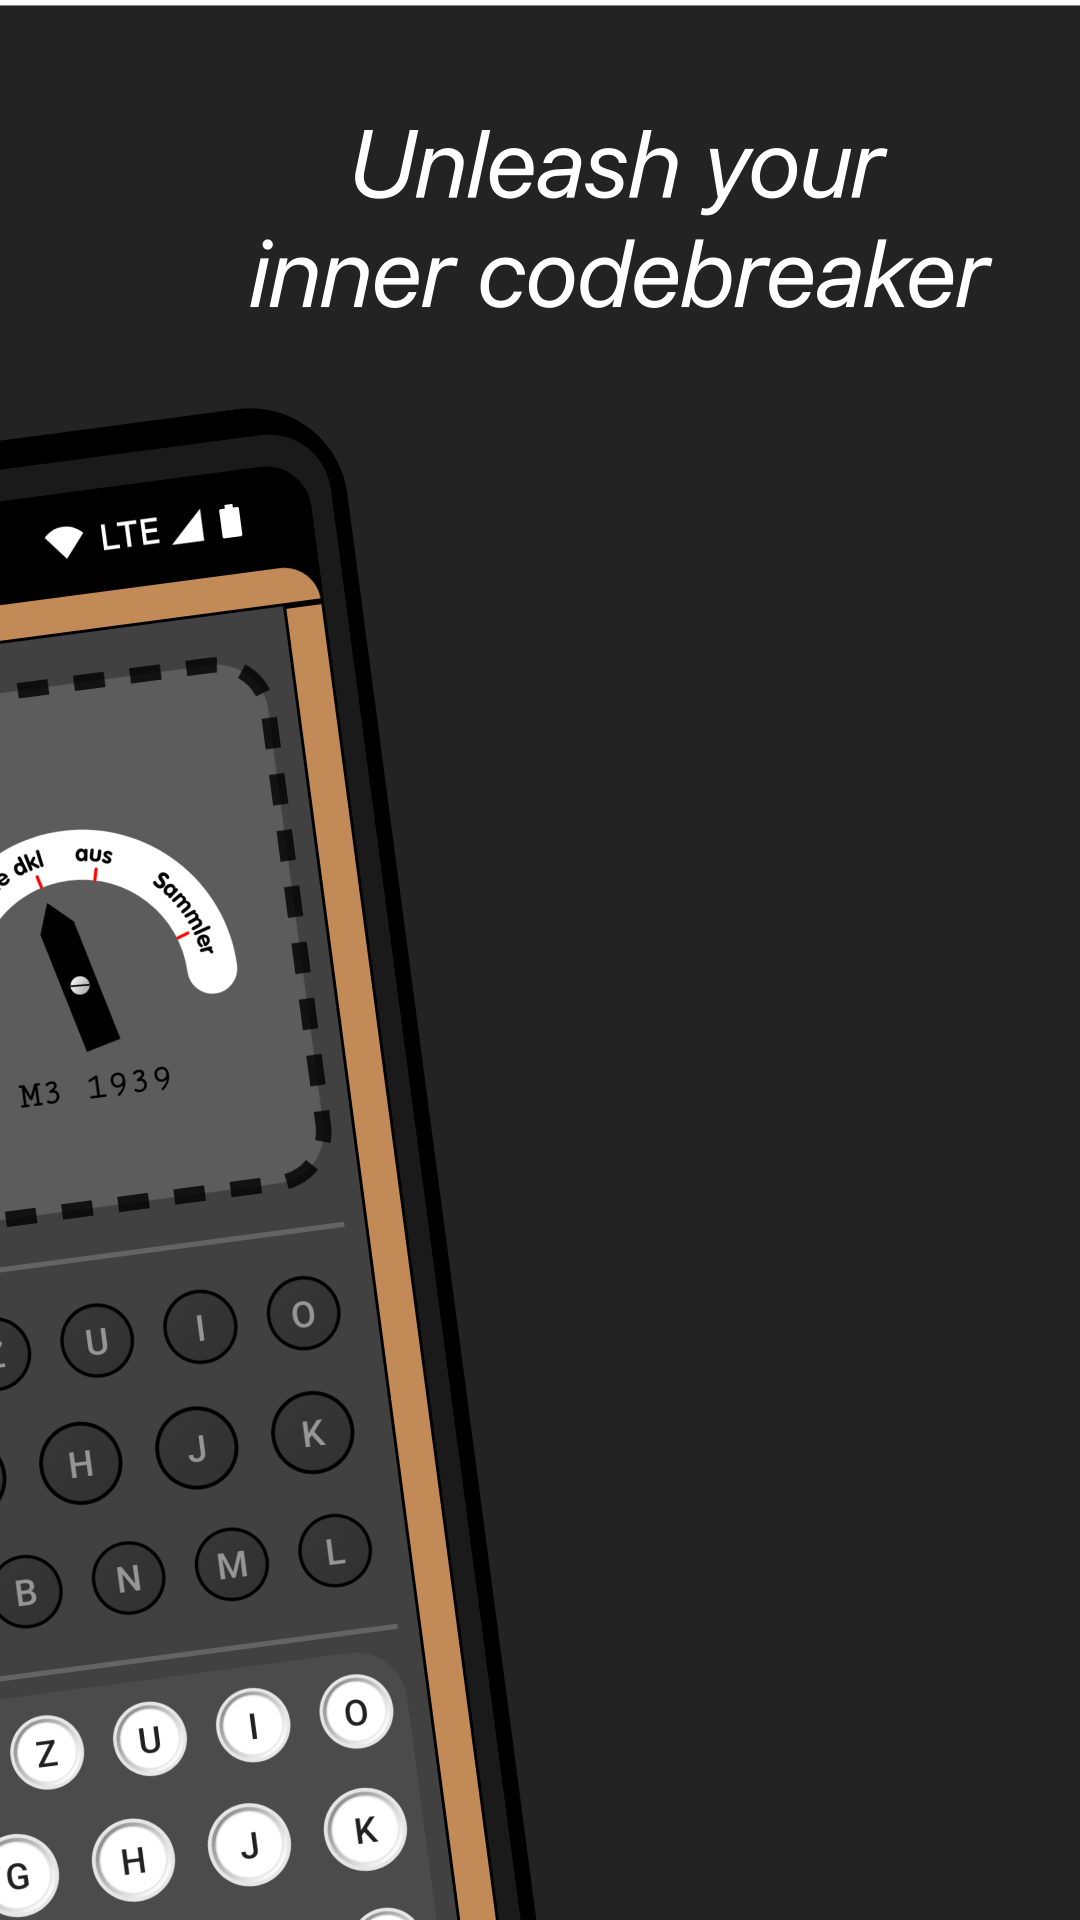 Unleash your
inner codebreaker
LTE
dkl aus Sammler
M3 1939
U I O
H J K
B N M L
Z U I O
G H J K